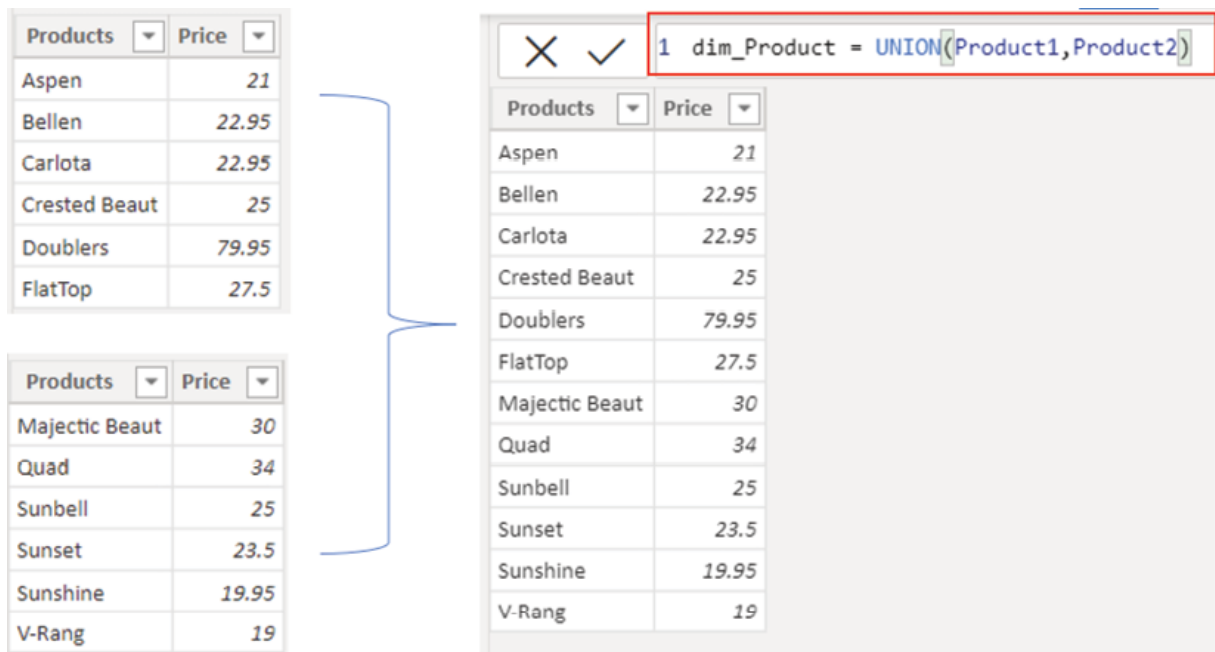 Products Price
Aspen 21
Bellen 22.95
Carlota 22.95
Crested Beaut 25
Doublers 79.95
FlatTop 27.5
Products Price
Majectic Beaut 30
Quad 34
Sunbell 25
Sunset 23.5
Sunshine 19.95
V-Rang 19
1 dim_Product = UNION(Product1,Product2)
Products Price
Aspen 21
Bellen 22.95
Carlota 22.95
Crested Beaut 25
Doublers 79.95
FlatTop 27.5
Majectic Beaut 30
Quad 34
Sunbell 25
Sunset 23.5
Sunshine 19.95
V-Rang 19